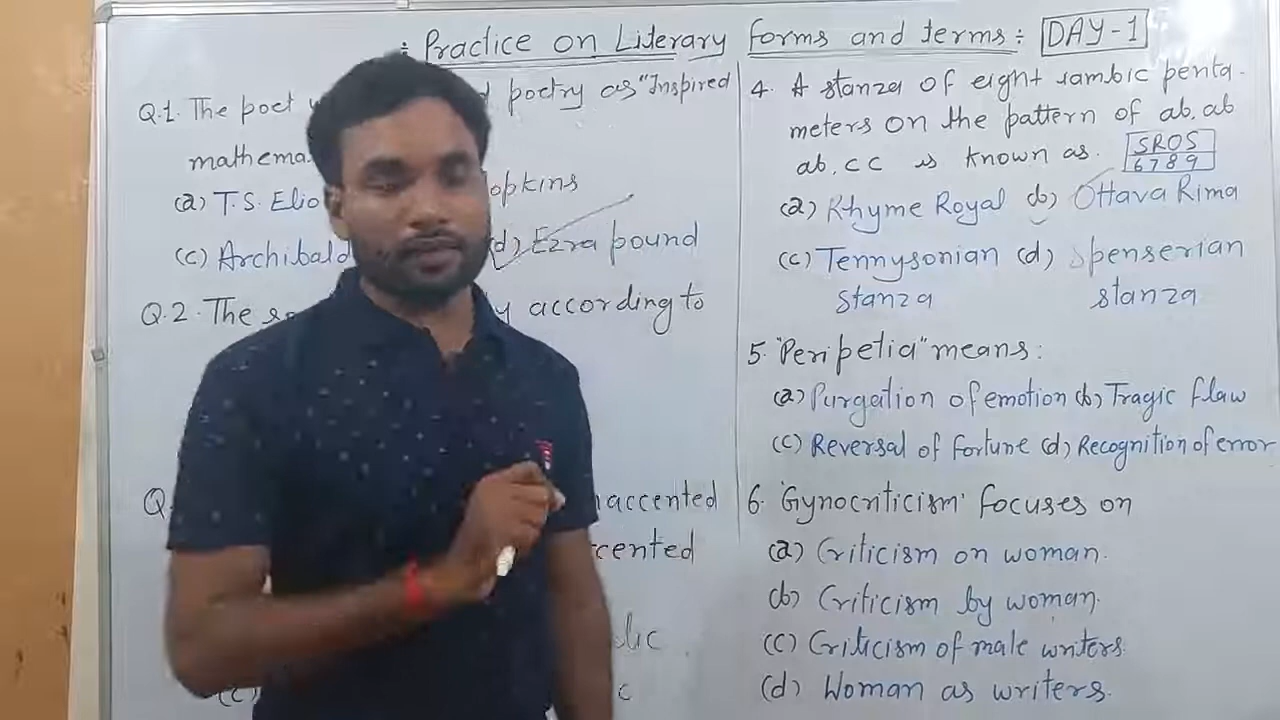 : Practice on Literary forms and terms : DAY-1
Q.1. The poet poetry as "Inspired
mathema
(a) T.S. Elio opkins
(c) Archibald (d) Ezra pound
Q.2. The so y according to
Q. naccented
cented
lic
(c) c
4. A stanza of eight iambic penta-
meters on the pattern of ab, ab
ab, cc is known as. SROS
6789
(a) Rhyme Royal (b) Ottava Rima
(c) Tennysonian (d) Spenserian
Stanza stanza
5. "Peripetia" means:
(a) Purgation of emotion (b) Tragic flaw
(c) Reversal of fortune (d) Recognition of error
6. 'Gynocriticism' focuses on
(a) Criticism on woman.
(b) Criticism by woman.
(c) Criticism of male writers.
(d) Woman as writers.